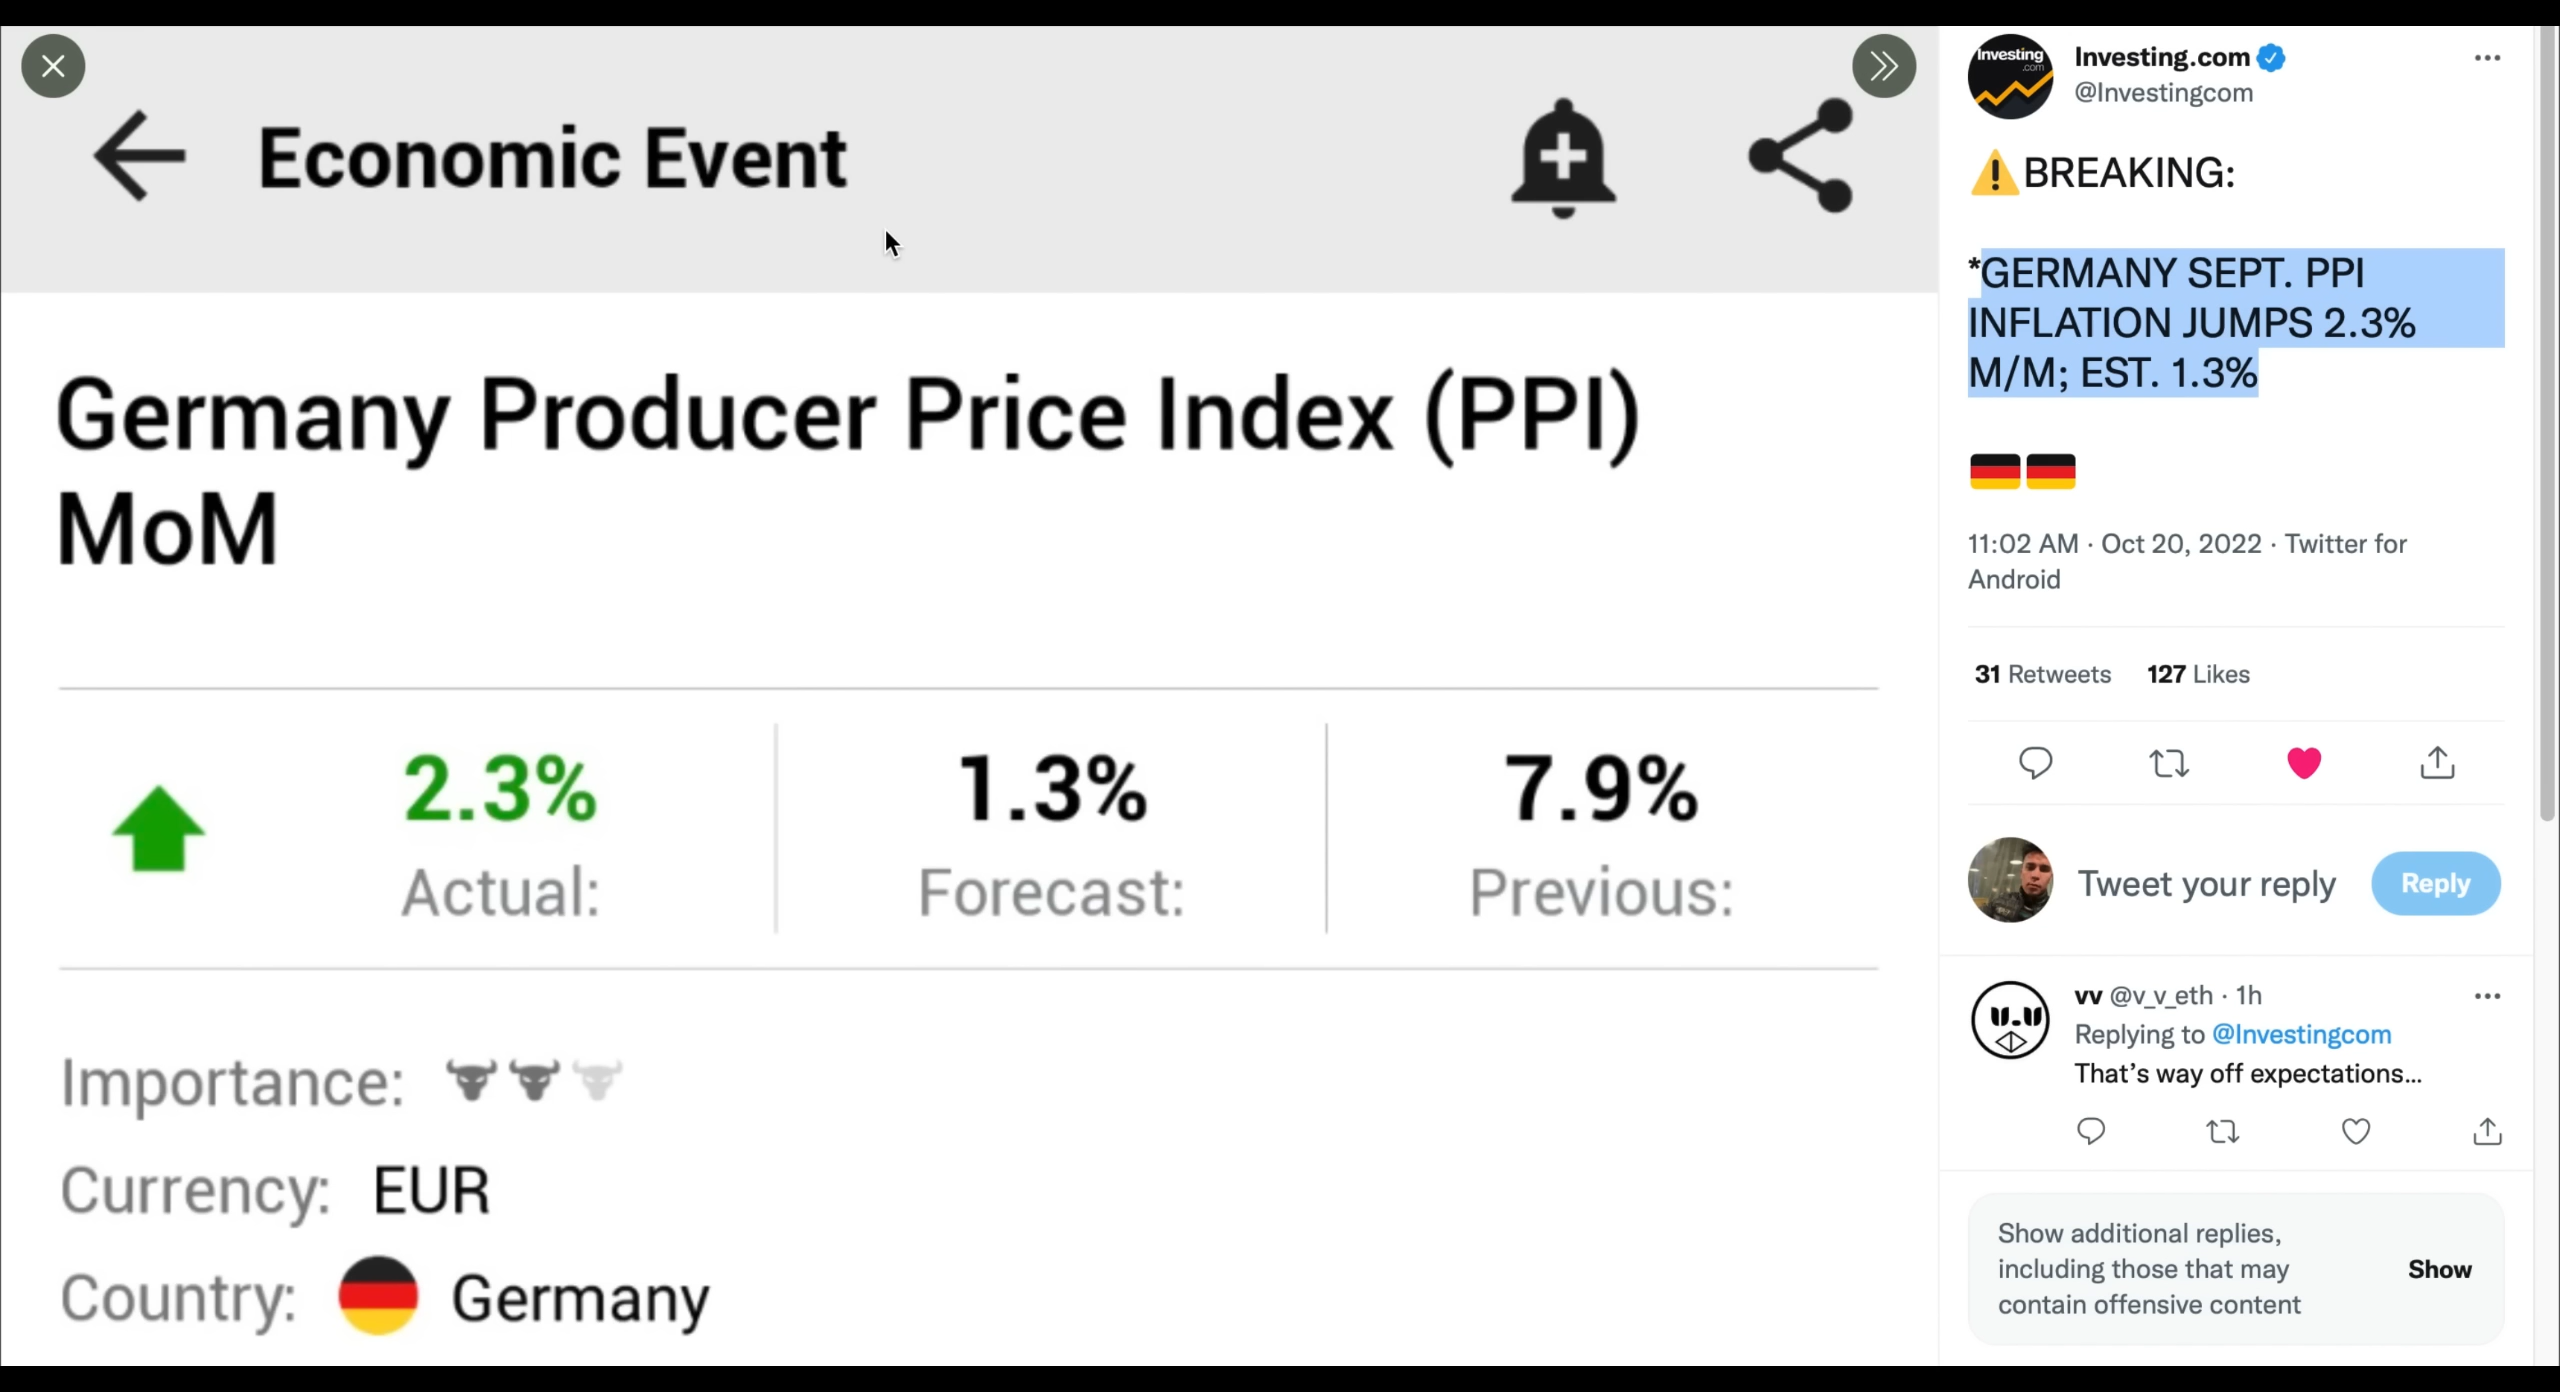 Economic Event
Germany Producer Price Index (PPI)
MoM
2.3%
Actual:
1.3%
Forecast:
7.9%
Previous:
Importance:
Currency: EUR
Country: Germany
Investing
.com
Investing.com
@Investingcom
⚠️BREAKING:
*GERMANY SEPT. PPI
INFLATION JUMPS 2.3%
M/M; EST. 1.3%
🇩🇪🇩🇪
11:02 AM · Oct 20, 2022 · Twitter for
Android
31 Retweets 127 Likes
Tweet your reply
Reply
vv @v_v_eth · 1h
Replying to @Investingcom
That’s way off expectations...
Show additional replies,
including those that may
contain offensive content
Show